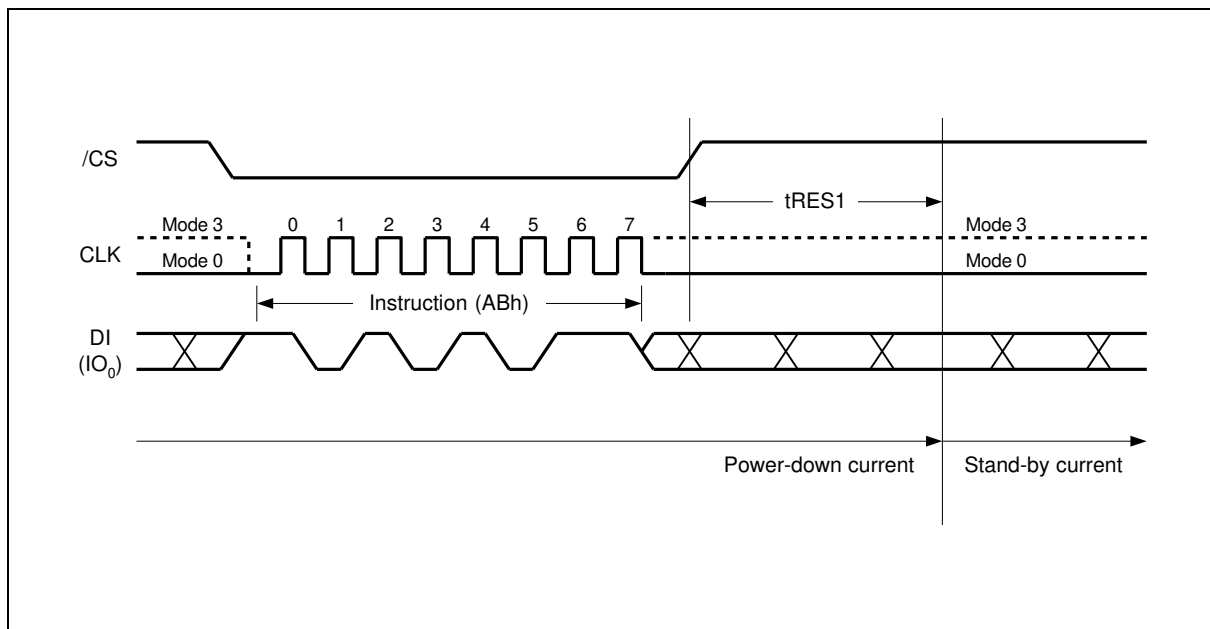 /CS
tRES1
Mode 3 0 1 2 3 4 5 6 7 Mode 3
CLK
Mode 0 Mode 0
Instruction (ABh)
DI
(IO₀)
Power-down current Stand-by current